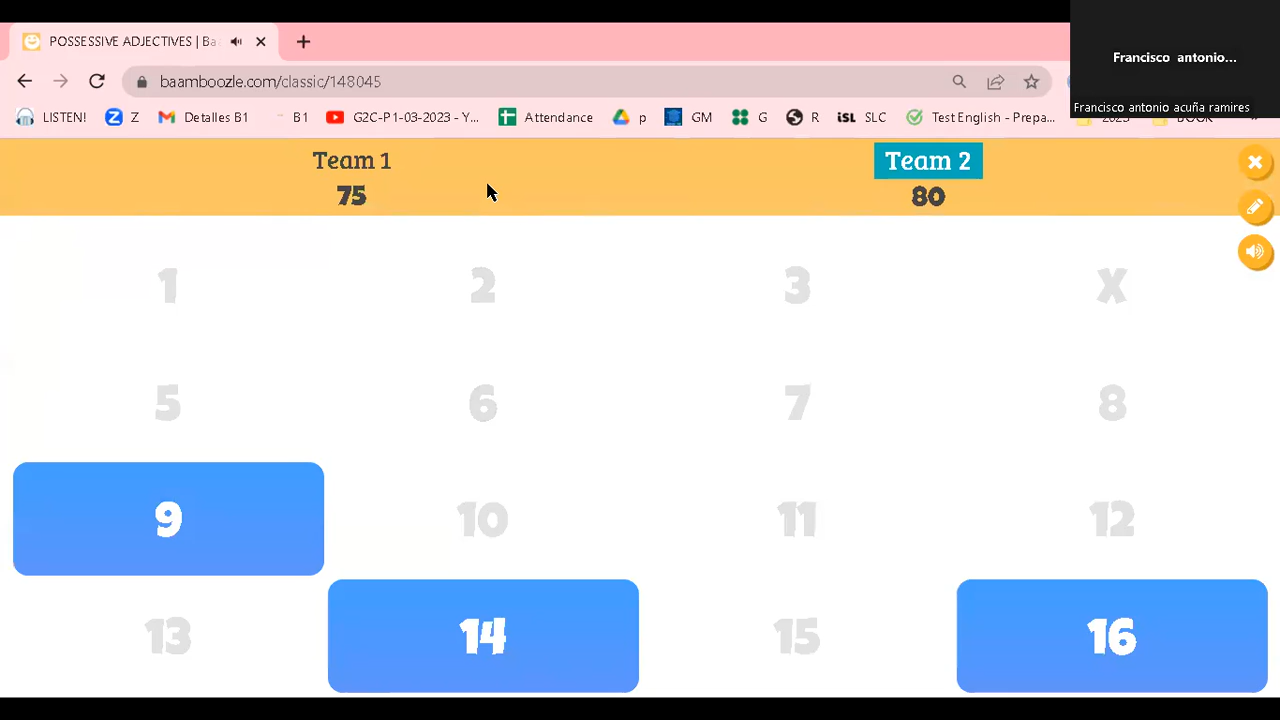 POSSESSIVE ADJECTIVES | Ba
Francisco antonio...
baamboozle.com/classic/148045
Francisco antonio acuña ramires
LISTEN! Z Detalles B1 B1 G2C-P1-03-2023 - Y... Attendance p GM G R iSL SLC Test English - Prepa... 2023 BOOK
Team 1 Team 2
75 80
1 2 3 X
5 6 7 8
9 10 11 12
13 14 15 16